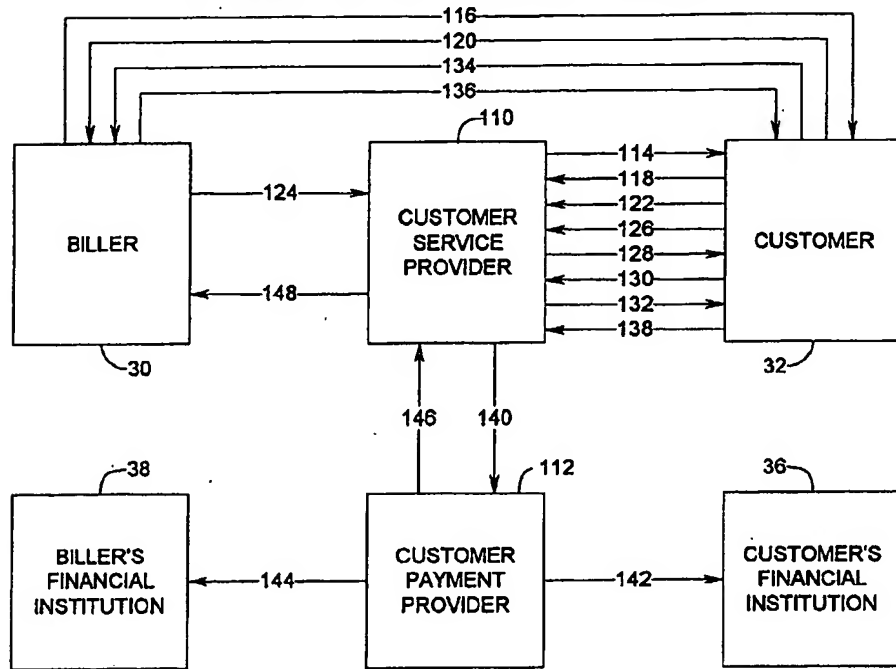 116
120
134
136
110
114
118
124
122
BILLER
CUSTOMER
SERVICE
PROVIDER
126
CUSTOMER
128
130
148
132
138
30
32
146
140
38
112
36
BILLER'S
FINANCIAL
INSTITUTION
144
CUSTOMER
PAYMENT
PROVIDER
142
CUSTOMER'S
FINANCIAL
INSTITUTION